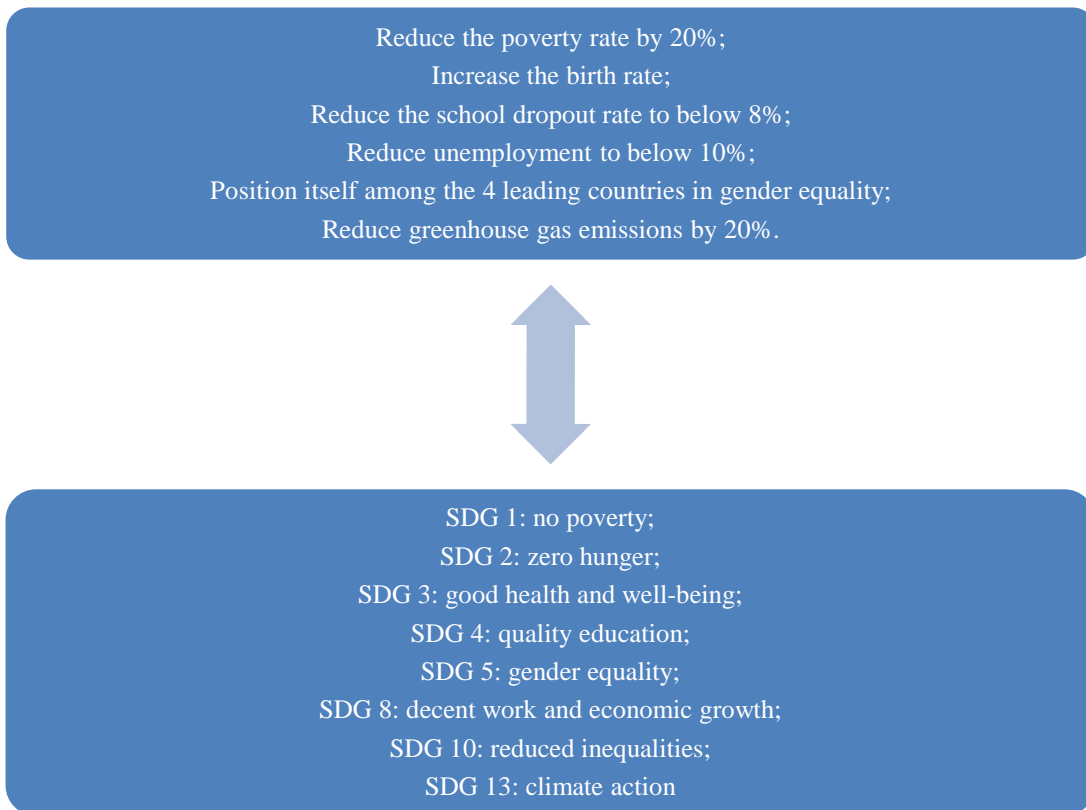 Reduce the poverty rate by 20%;
Increase the birth rate;
Reduce the school dropout rate to below 8%;
Reduce unemployment to below 10%;
Position itself among the 4 leading countries in gender equality;
Reduce greenhouse gas emissions by 20%.
SDG 1: no poverty;
SDG 2: zero hunger;
SDG 3: good health and well-being;
SDG 4: quality education;
SDG 5: gender equality;
SDG 8: decent work and economic growth;
SDG 10: reduced inequalities;
SDG 13: climate action